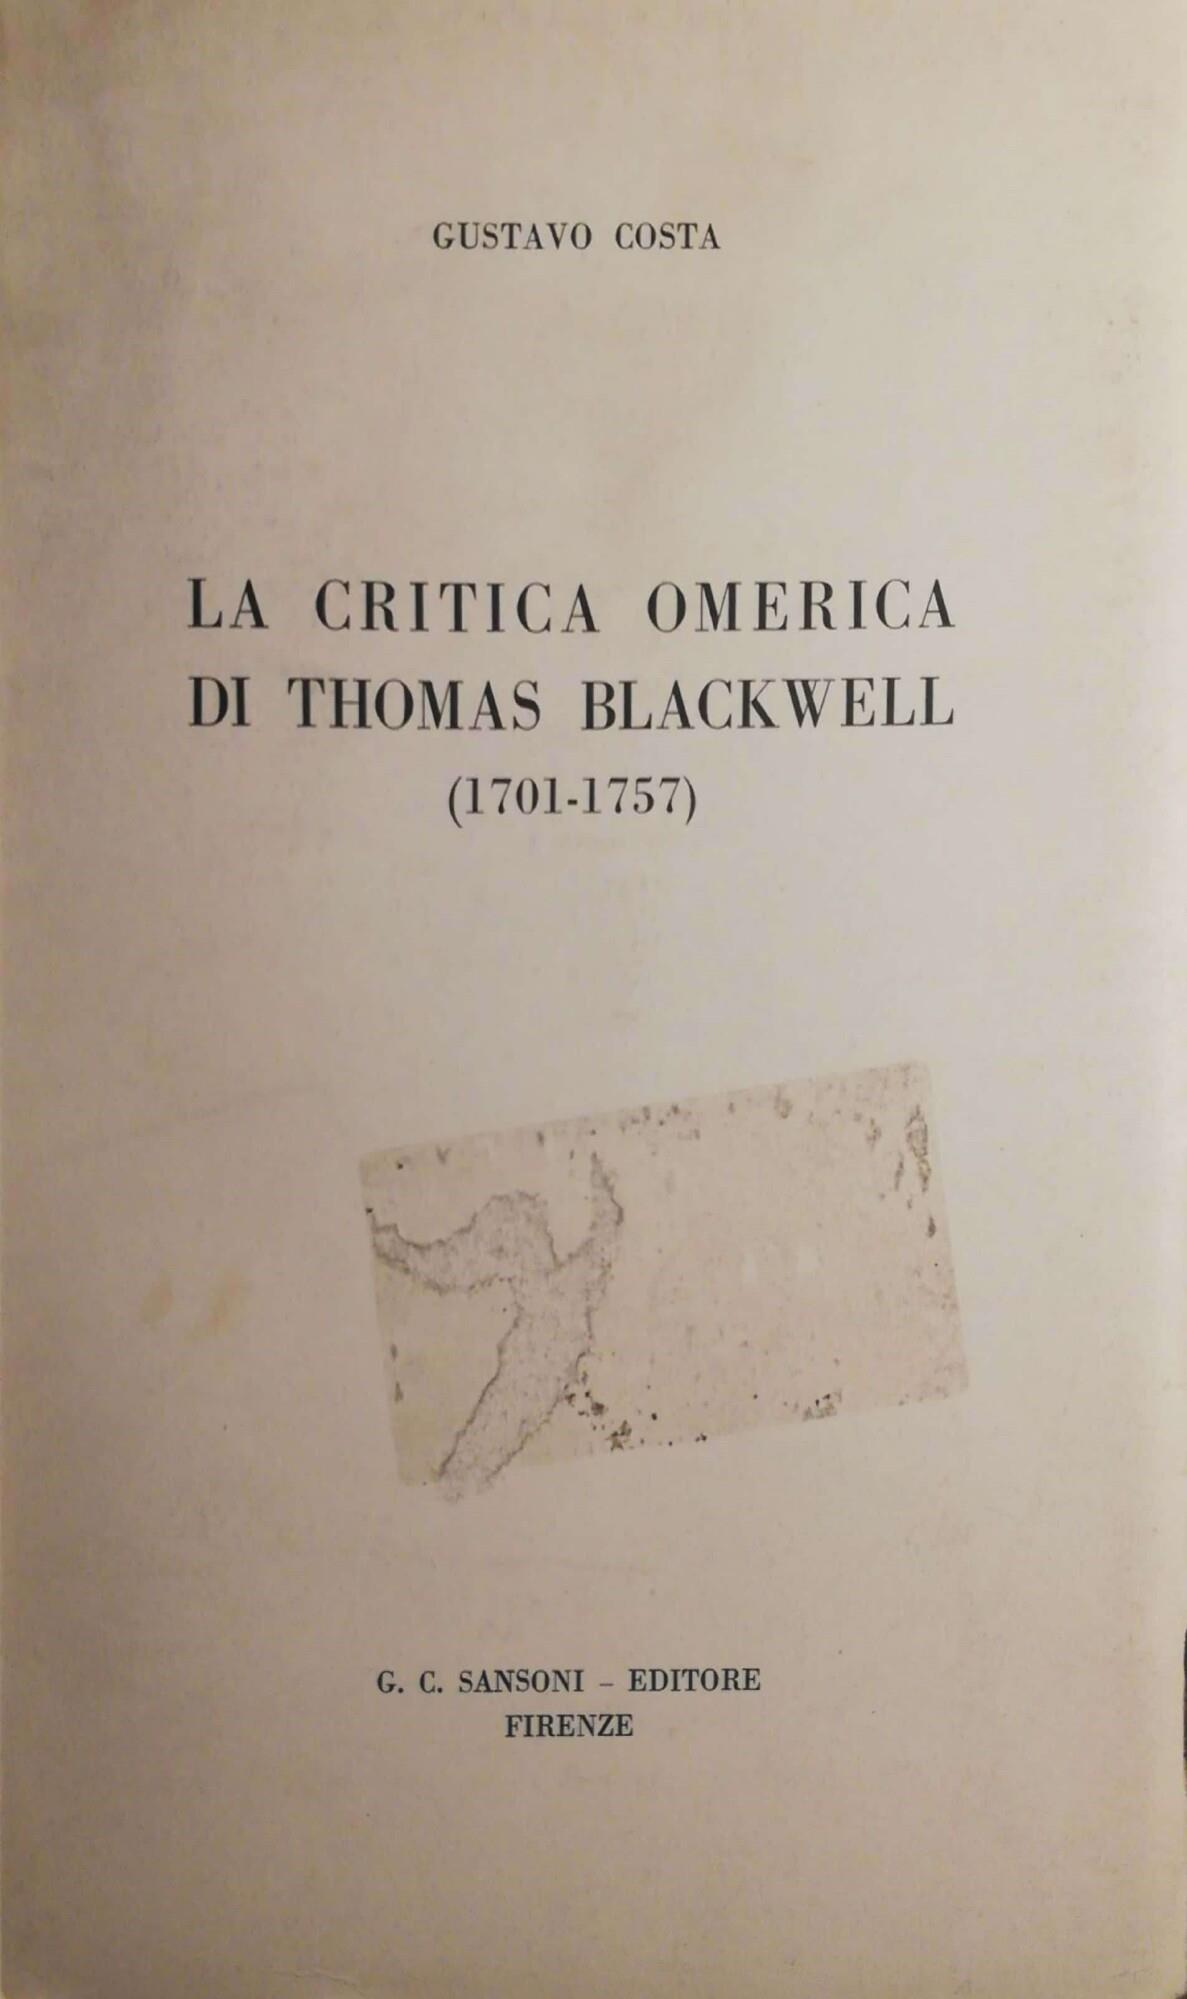 GUSTAVO COSTA
LA CRITICA OMERICA
DI THOMAS BLACKWELL
(1701-1757)
G. C. SANSONI – EDITORE
FIRENZE